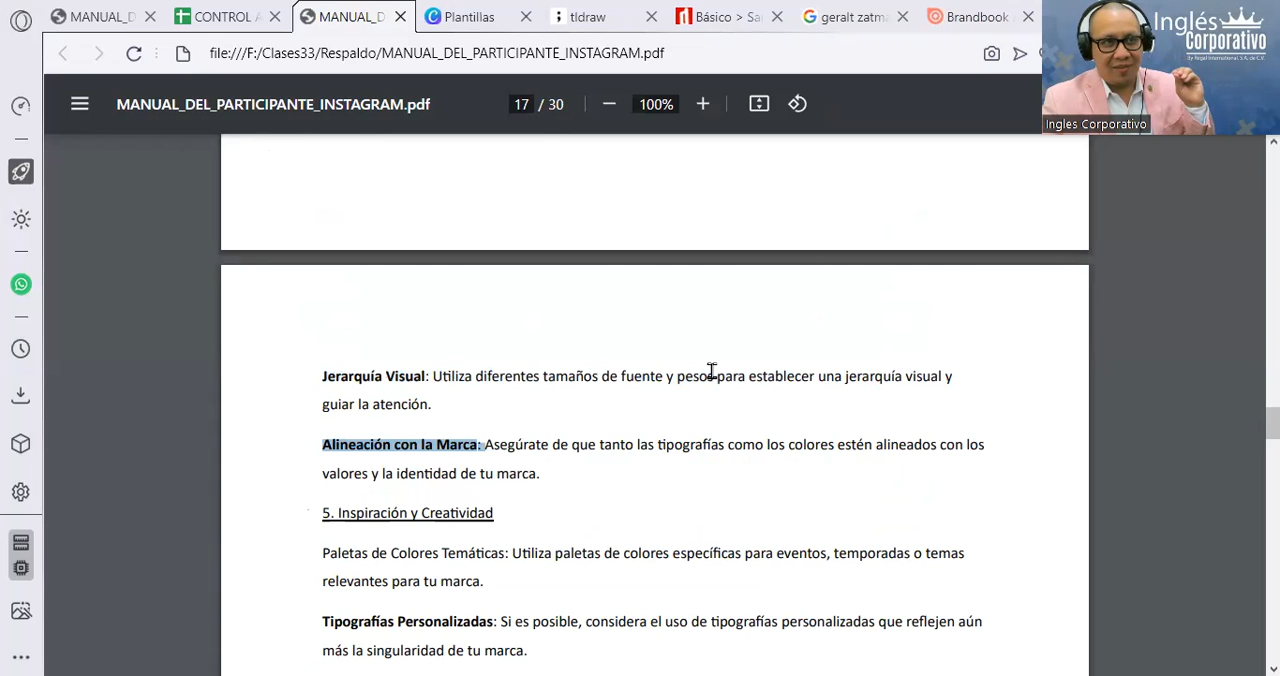 MANUAL_D
CONTROL A
MANUAL_D
Plantillas
tldraw
Básico > Sa
geralt zatm
Brandbook
file:///F:/Clases33/Respaldo/MANUAL_DEL_PARTICIPANTE_INSTAGRAM.pdf
MANUAL_DEL_PARTICIPANTE_INSTAGRAM.pdf
17 / 30
100%
Inglés
Corporativo
(By Regal International, S.A. de C.V.
Ingles Corporativo
Jerarquía Visual: Utiliza diferentes tamaños de fuente y pesos para establecer una jerarquía visual y
guiar la atención.
Alineación con la Marca: Asegúrate de que tanto las tipografías como los colores estén alineados con los
valores y la identidad de tu marca.
5. Inspiración y Creatividad
Paletas de Colores Temáticas: Utiliza paletas de colores específicas para eventos, temporadas o temas
relevantes para tu marca.
Tipografías Personalizadas: Si es posible, considera el uso de tipografías personalizadas que reflejen aún
más la singularidad de tu marca.